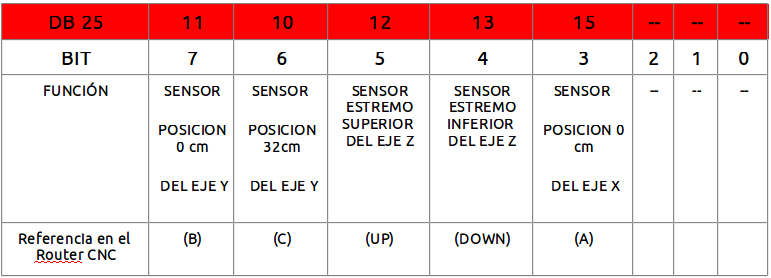 DB 25 11 10 12 13 15 -- -- --
BIT 7 6 5 4 3 2 1 0
FUNCIÓN SENSOR SENSOR SENSOR SENSOR SENSOR -- -- --
ESTREMO ESTREMO
POSICION POSICION SUPERIOR INFERIOR POSICION 0
0 cm 32cm DEL EJE Z DEL EJE Z cm
DEL EJE Y DEL EJE Y DEL EJE X
Referencia en el (B) (C) (UP) (DOWN) (A)
Router CNC